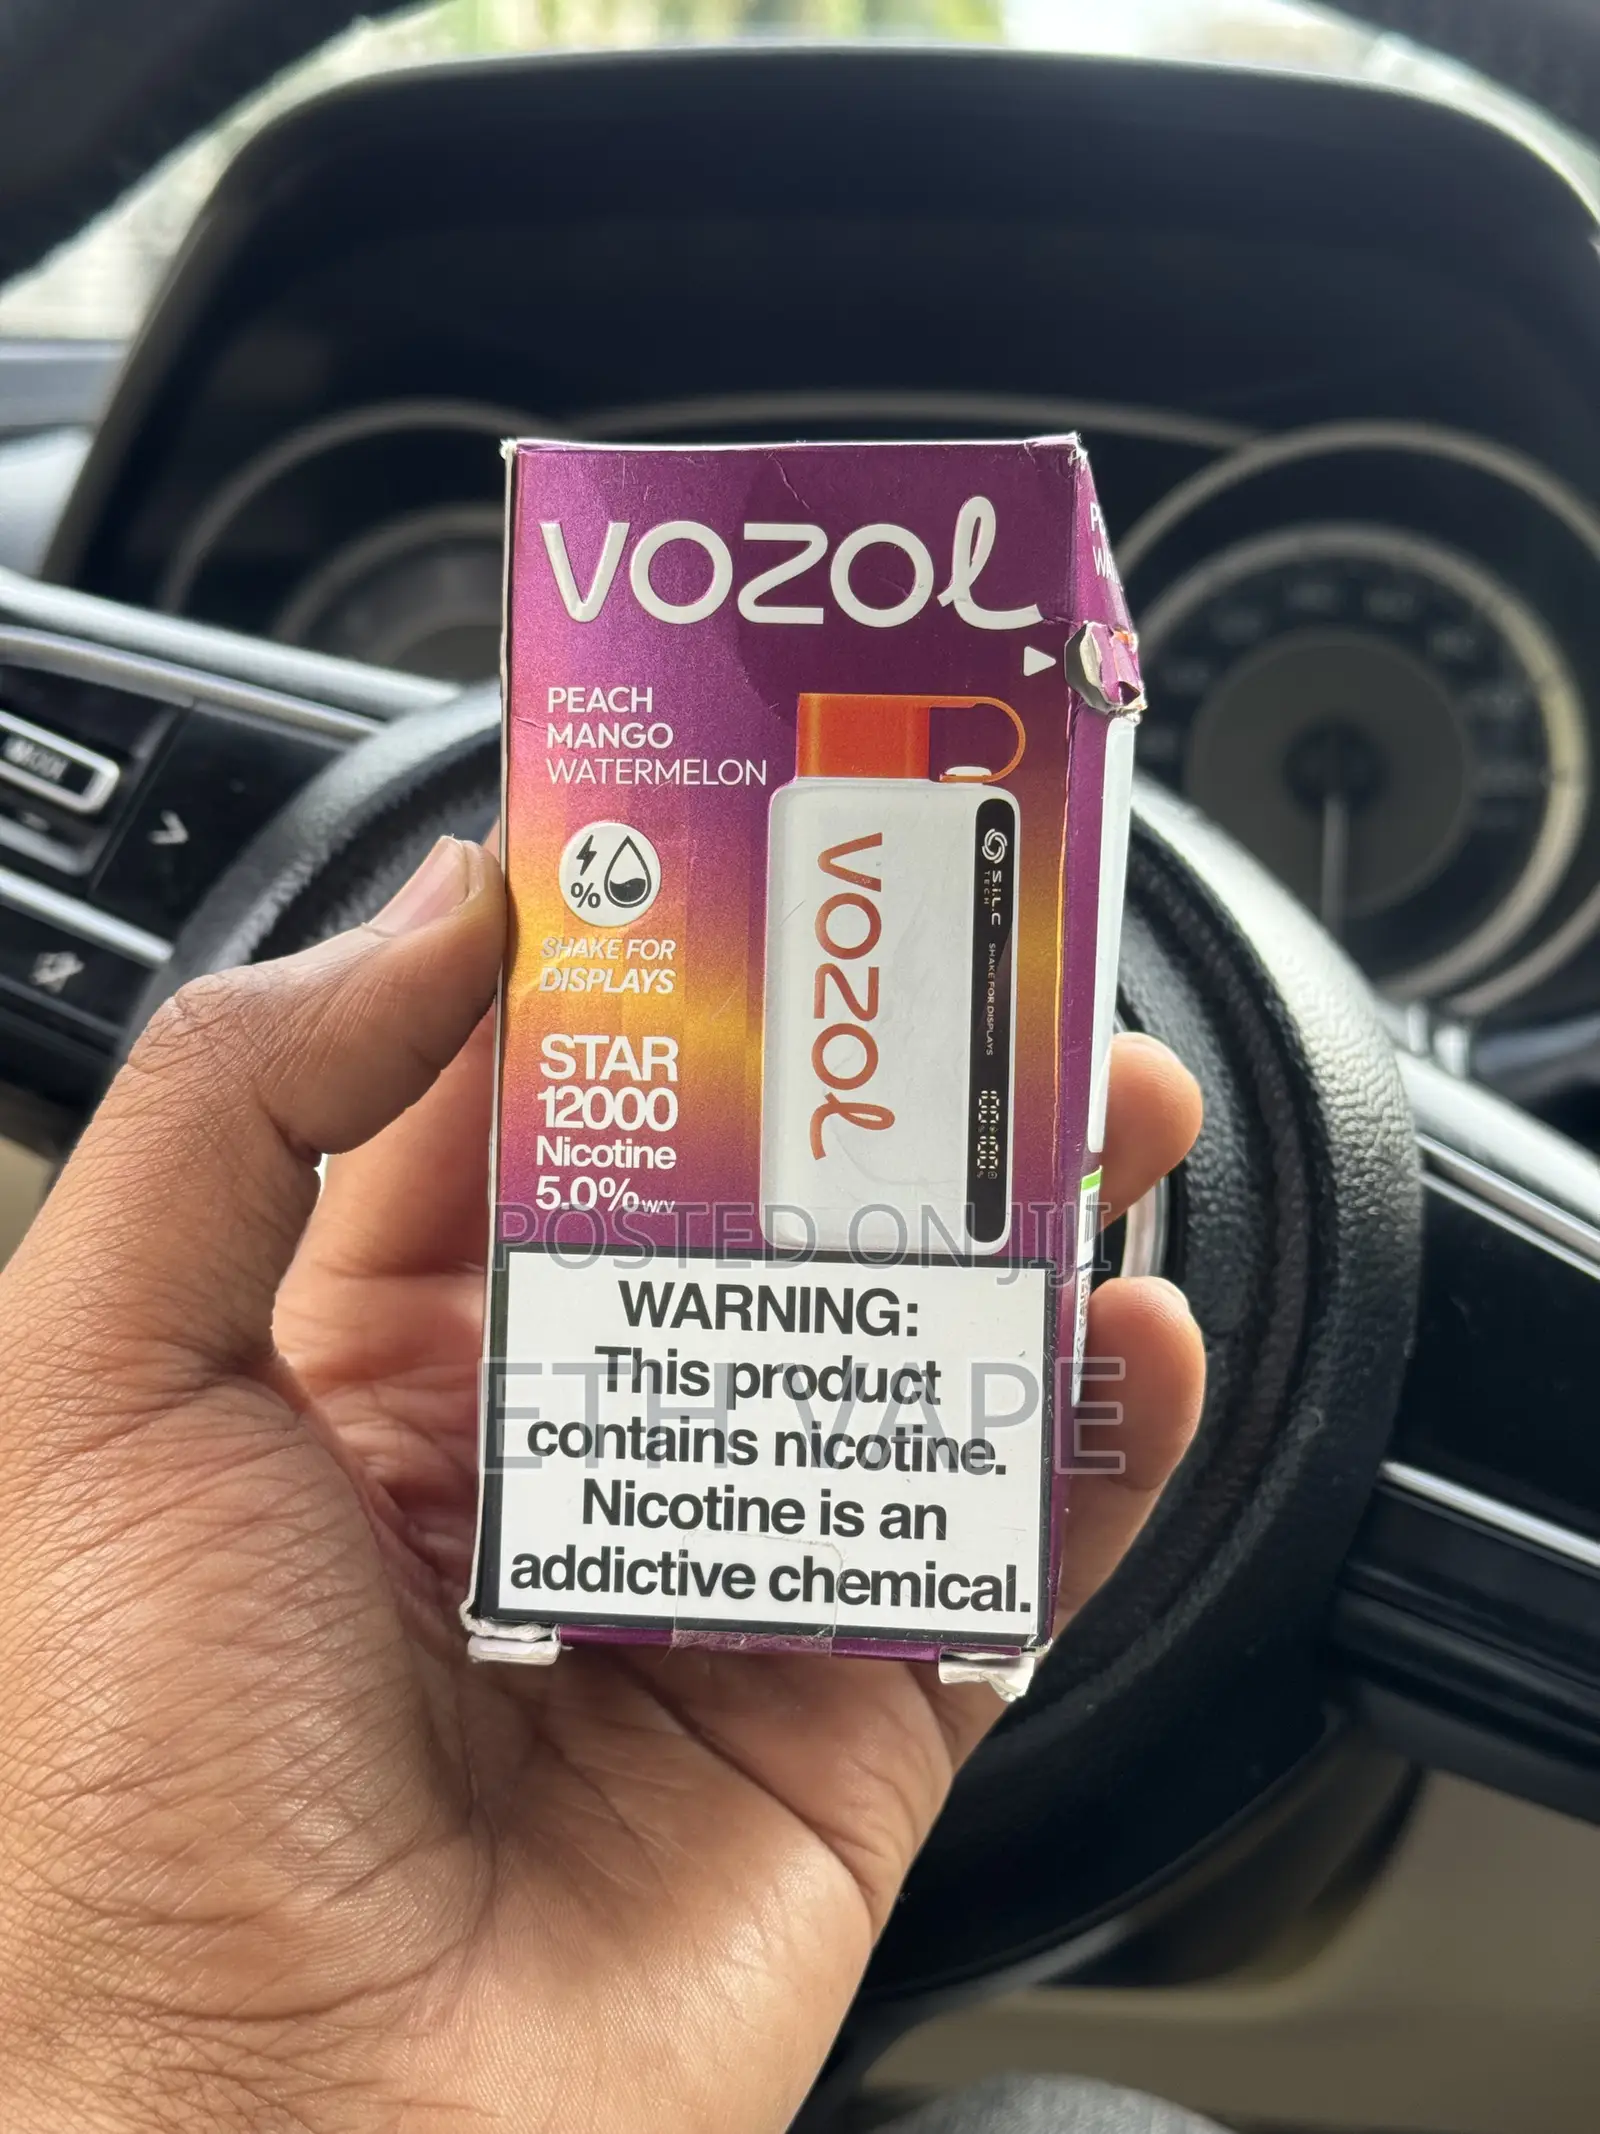 VOZOL
PEACH
MANGO
WATERMELON
%
SHAKE FOR
DISPLAYS
STAR
12000
Nicotine
5.0% W/V
VOZOL
S.i.L.C
TECH
SHAKE FOR DISPLAYS
POSTED ON JIJI
WARNING:
This product
contains nicotine.
Nicotine is an
addictive chemical.
ETH VAPE